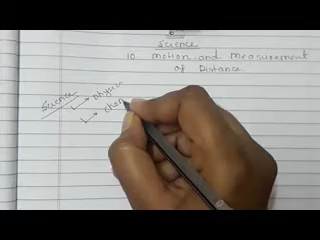 Science
10 Motion and Measurement
of Distance
Science
Physics
Chem